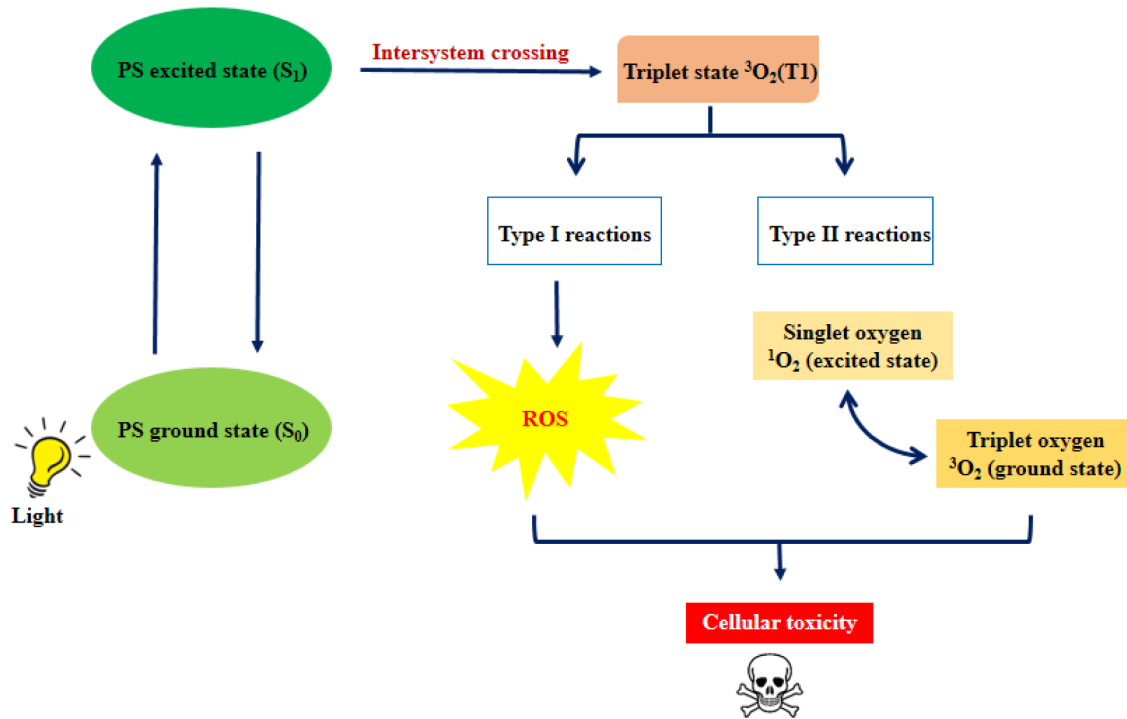 PS excited state (S₁)
Intersystem crossing
Triplet state ³O₂(T1)
Type I reactions
Type II reactions
Singlet oxygen
¹O₂ (excited state)
PS ground state (S₀)
ROS
Triplet oxygen
³O₂ (ground state)
Light
Cellular toxicity